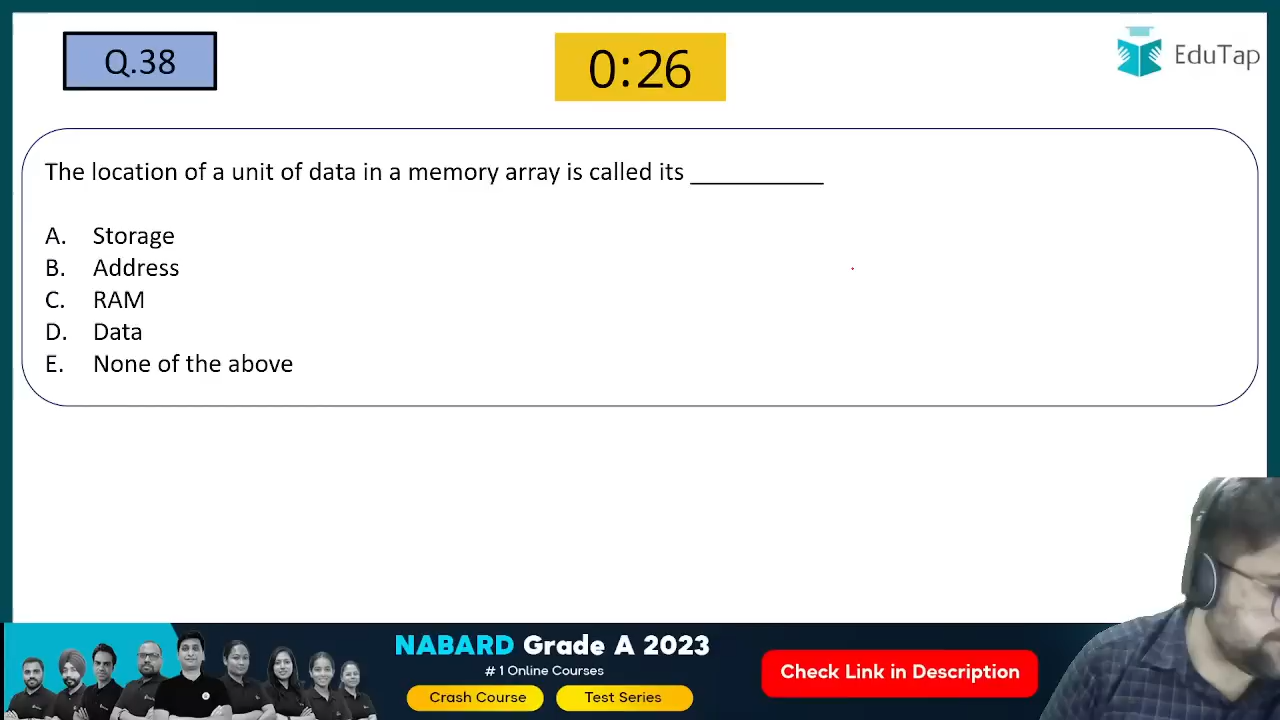 Q.38
0:26
EduTap
The location of a unit of data in a memory array is called its ___________
A. Storage
B. Address
C. RAM
D. Data
E. None of the above
NABARD Grade A 2023
# 1 Online Courses
Crash Course
Test Series
Check Link in Description